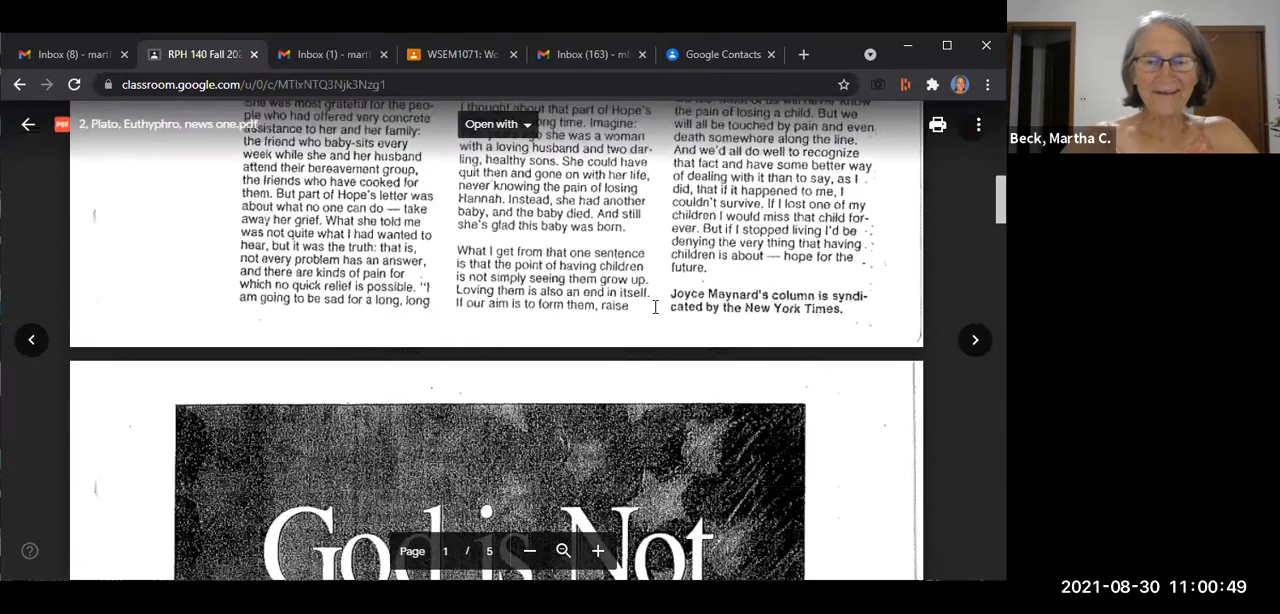 Inbox (8) - marti
RPH 140 Fall 202
Inbox (1) - marth
WSEM1071: Wo
Inbox (163) - mb
Google Contacts
classroom.google.com/u/0/c/MTIxNTQ3Njk3Nzg1
2, Plato, Euthyphro, news one.pdf
Open with
She was most grateful for the peo-
ple who had offered very concrete
assistance to her and her family:
the friend who baby-sits every
week while she and her husband
attend their bereavement group,
the friends who have cooked for
them. But part of Hope's letter was
about what no one can do — take
away her grief. What she told me
was not quite what I had wanted to
hear, but it was the truth: that is,
not every problem has an answer,
and there are kinds of pain for
which no quick relief is possible. "I
am going to be sad for a long, long
I thought about that part of Hope's
ong time. Imagine:
she was a woman
with a loving husband and two dar-
ling, healthy sons. She could have
quit then and gone on with her life,
never knowing the pain of losing
Hannah. Instead, she had another
baby, and the baby died. And still
she's glad this baby was born.
What I get from that one sentence
is that the point of having children
is not simply seeing them grow up.
Loving them is also an end in itself.
If our aim is to form them, raise
the pain of losing a child. But we
will all be touched by pain and even
death somewhere along the line.
And we'd all do well to recognize
that fact and have some better way
of dealing with it than to say, as I
did, that if it happened to me, I
couldn't survive. If I lost one of my
children I would miss that child for-
ever. But if I stopped living I'd be
denying the very thing that having
children is about — hope for the
future.
Joyce Maynard's column is syndi-
cated by the New York Times.
God is Not
Page 1 / 5
Beck, Martha C.
2021-08-30 11:00:49